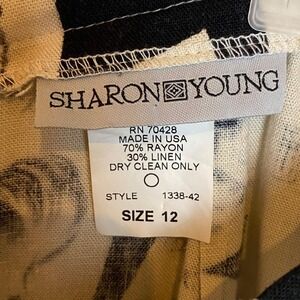 SHARON YOUNG
RN 70428
MADE IN USA
70% RAYON
30% LINEN
DRY CLEAN ONLY
STYLE 1338-42
SIZE 12